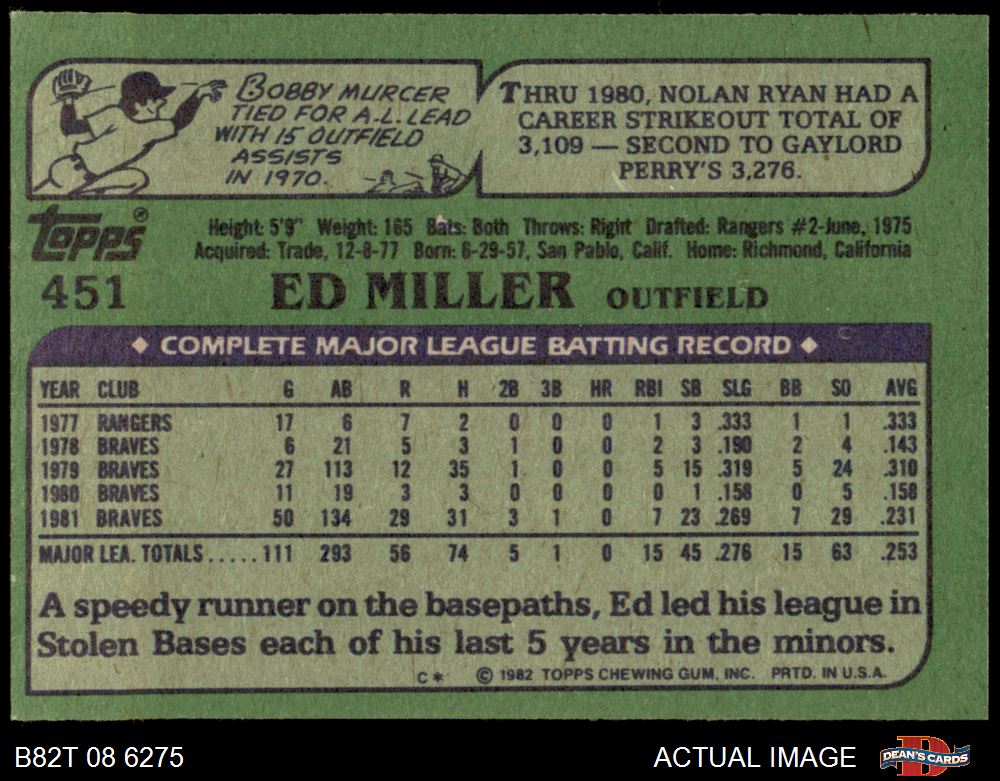 BOBBY MURCER
TIED FOR A.L. LEAD
WITH 15 OUTFIELD
ASSISTS
IN 1970.
THRU 1980, NOLAN RYAN HAD A
CAREER STRIKEOUT TOTAL OF
3,109 — SECOND TO GAYLORD
PERRY'S 3,276.
Topps®
Height: 5'9" Weight: 165 Bats: Both Throws: Right Drafted: Rangers #2-June, 1975
Acquired: Trade, 12-8-77 Born: 6-29-57, San Pablo, Calif. Home: Richmond, California
451 ED MILLER OUTFIELD
◆ COMPLETE MAJOR LEAGUE BATTING RECORD ◆
YEAR CLUB G AB R H 2B 3B HR RBI SB SLG BB SO AVG
1977 RANGERS 17 6 7 2 0 0 0 1 3 .333 1 1 .333
1978 BRAVES 6 21 5 3 1 0 0 2 3 .190 2 4 .143
1979 BRAVES 27 113 12 35 1 0 0 5 15 .319 5 24 .310
1980 BRAVES 11 19 3 3 0 0 0 0 1 .158 0 5 .158
1981 BRAVES 50 134 29 31 3 1 0 7 23 .269 7 29 .231
MAJOR LEA. TOTALS.....111 293 56 74 5 1 0 15 45 .276 15 63 .253
A speedy runner on the basepaths, Ed led his league in
Stolen Bases each of his last 5 years in the minors.
C* © 1982 TOPPS CHEWING GUM, INC. PRTD. IN U.S.A.
B82T 08 6275 ACTUAL IMAGE DEAN'S CARDS